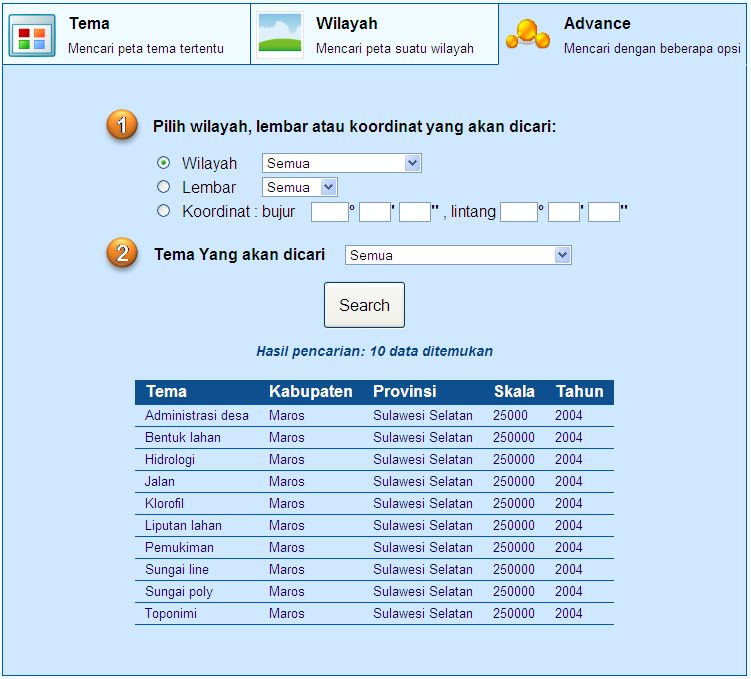 Tema
Mencari peta tema tertentu
Wilayah
Mencari peta suatu wilayah
Advance
Mencari dengan beberapa opsi
1 Pilih wilayah, lembar atau koordinat yang akan dicari:
Wilayah Semua
Lembar Semua
Koordinat : bujur ° ' " , lintang ° ' "
2 Tema Yang akan dicari Semua
Search
Hasil pencarian: 10 data ditemukan
Tema Kabupaten Provinsi Skala Tahun
Administrasi desa Maros Sulawesi Selatan 25000 2004
Bentuk lahan Maros Sulawesi Selatan 250000 2004
Hidrologi Maros Sulawesi Selatan 250000 2004
Jalan Maros Sulawesi Selatan 250000 2004
Klorofil Maros Sulawesi Selatan 250000 2004
Liputan lahan Maros Sulawesi Selatan 250000 2004
Pemukiman Maros Sulawesi Selatan 250000 2004
Sungai line Maros Sulawesi Selatan 250000 2004
Sungai poly Maros Sulawesi Selatan 250000 2004
Toponimi Maros Sulawesi Selatan 250000 2004